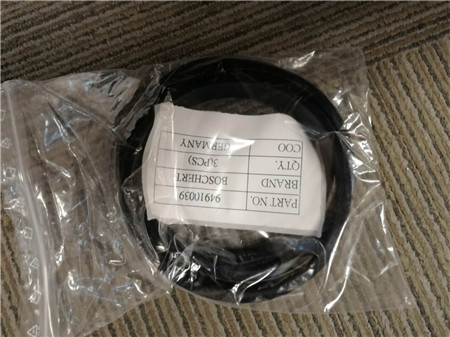 PART NO. 94910039
BRAND BOSCHERT
QTY. 3(PCS)
COO GERMANY